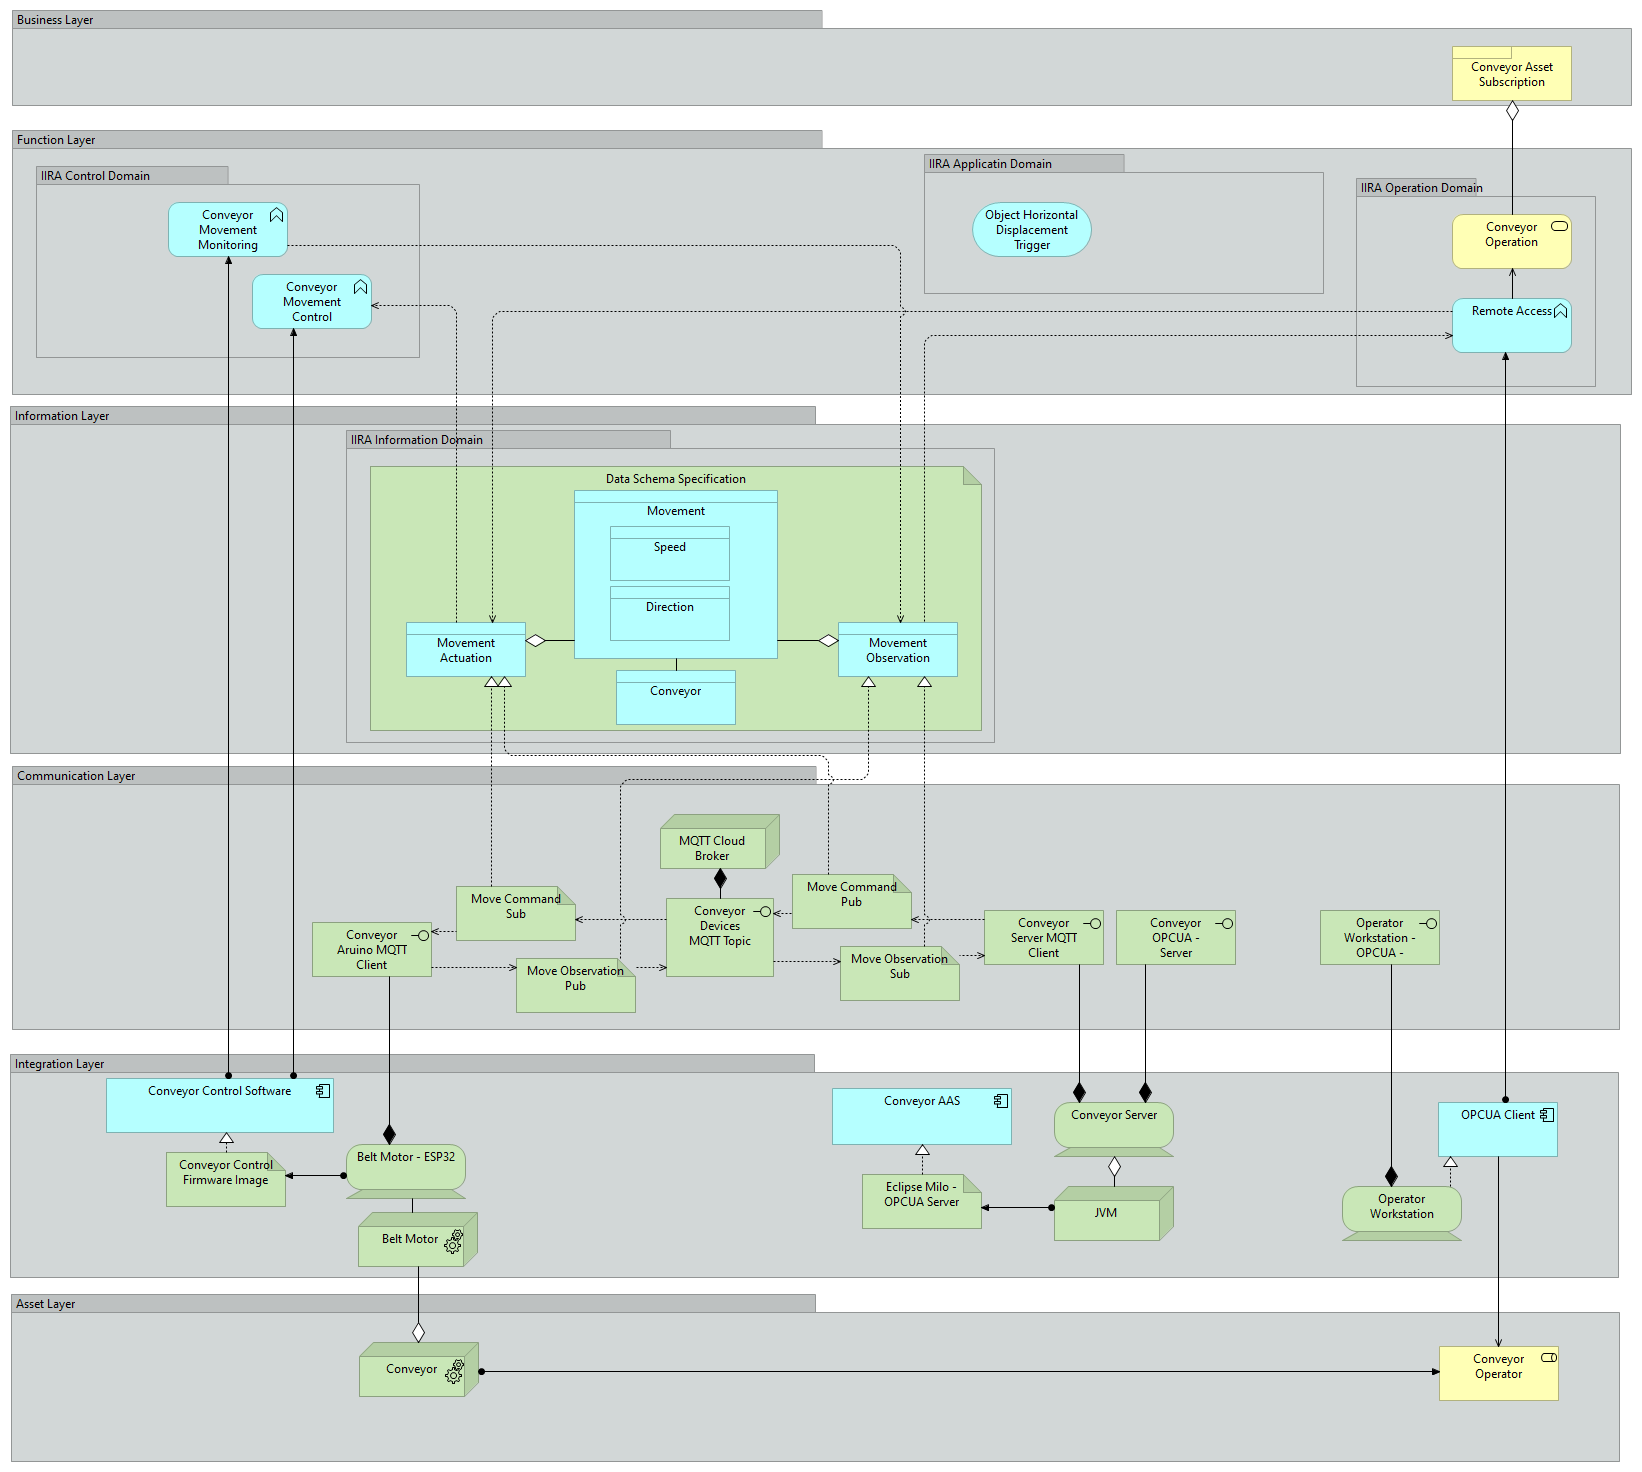 Business Layer
Conveyor Asset
Subscription
Function Layer
IIRA Control Domain
Conveyor
Movement
Monitoring
Conveyor
Movement
Control
IIRA Applicatin Domain
Object Horizontal
Displacement
Trigger
IIRA Operation Domain
Conveyor
Operation
Remote Access
Information Layer
IIRA Information Domain
Data Schema Specification
Movement
Speed
Direction
Movement
Actuation
Movement
Observation
Conveyor
Communication Layer
MQTT Cloud
Broker
Move Command
Sub
Conveyor
Devices
MQTT Topic
Move Command
Pub
Conveyor
Aruino MQTT
Client
Move Observation
Pub
Move Observation
Sub
Conveyor
Server MQTT
Client
Conveyor
OPCUA -
Server
Operator
Workstation -
OPCUA -
Integration Layer
Conveyor Control Software
Conveyor Control
Firmware Image
Belt Motor - ESP32
Belt Motor
Conveyor AAS
Eclipse Milo -
OPCUA Server
Conveyor Server
JVM
OPCUA Client
Operator
Workstation
Asset Layer
Conveyor
Conveyor
Operator